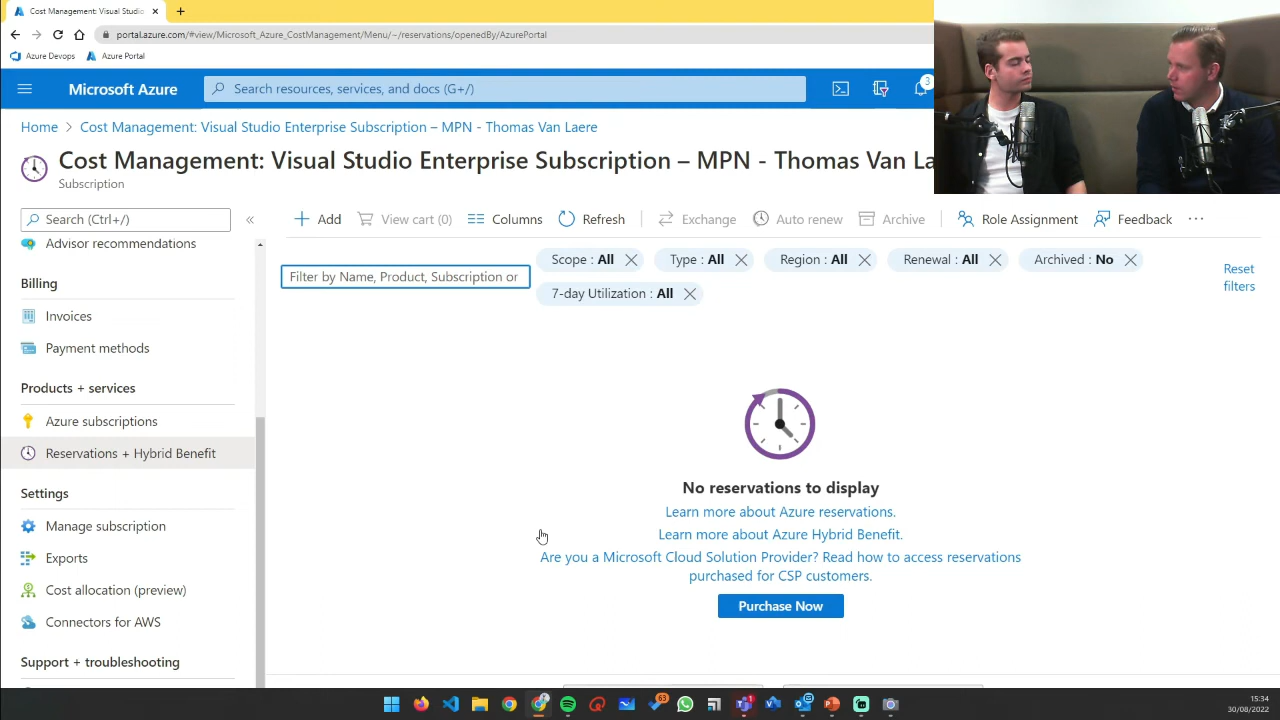 Cost Management: Visual Studio
portal.azure.com/#view/Microsoft_Azure_CostManagement/Menu/~/reservations/openedBy/AzurePortal
Azure Devops
Azure Portal
Microsoft Azure
Search resources, services, and docs (G+/)
3
Home > Cost Management: Visual Studio Enterprise Subscription – MPN - Thomas Van Laere
Cost Management: Visual Studio Enterprise Subscription – MPN - Thomas Van La
Subscription
Search (Ctrl+/)
«
Add
View cart (0)
Columns
Refresh
Exchange
Auto renew
Archive
Role Assignment
Feedback
···
Advisor recommendations
Billing
Invoices
Payment methods
Products + services
Azure subscriptions
Reservations + Hybrid Benefit
Settings
Manage subscription
Exports
Cost allocation (preview)
Connectors for AWS
Support + troubleshooting
Filter by Name, Product, Subscription or
Scope : All
Type : All
Region : All
Renewal : All
Archived : No
7-day Utilization : All
Reset
filters
No reservations to display
Learn more about Azure reservations.
Learn more about Azure Hybrid Benefit.
Are you a Microsoft Cloud Solution Provider? Read how to access reservations
purchased for CSP customers.
Purchase Now
63
1
15:34
30/08/2022